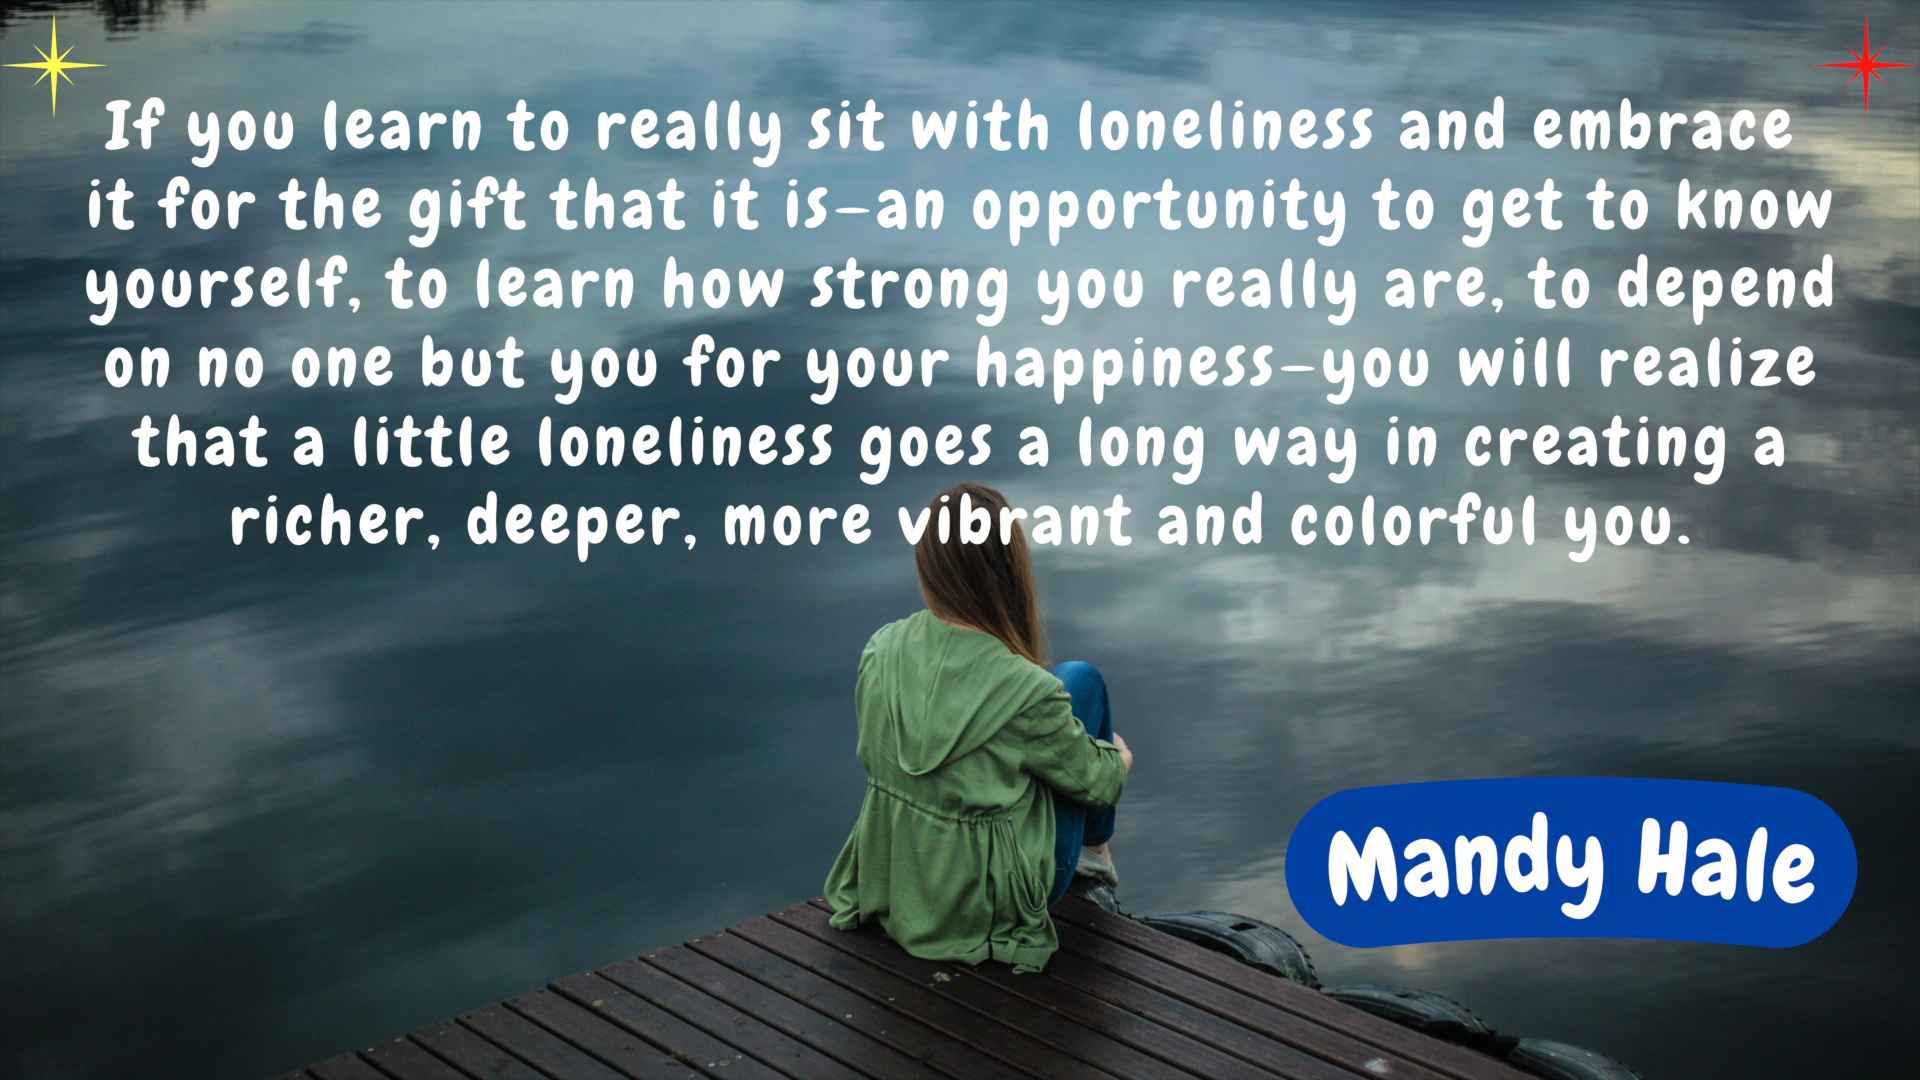 If you learn to really sit with loneliness and embrace
it for the gift that it is—an opportunity to get to know
yourself, to learn how strong you really are, to depend
on no one but you for your happiness—you will realize
that a little loneliness goes a long way in creating a
richer, deeper, more vibrant and colorful you.
Mandy Hale